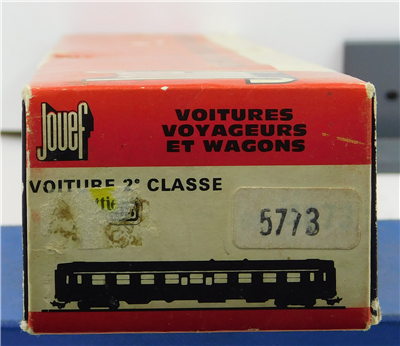 Jouef
VOITURES
VOYAGEURS
ET WAGONS
VOITURE 2e CLASSE
5773